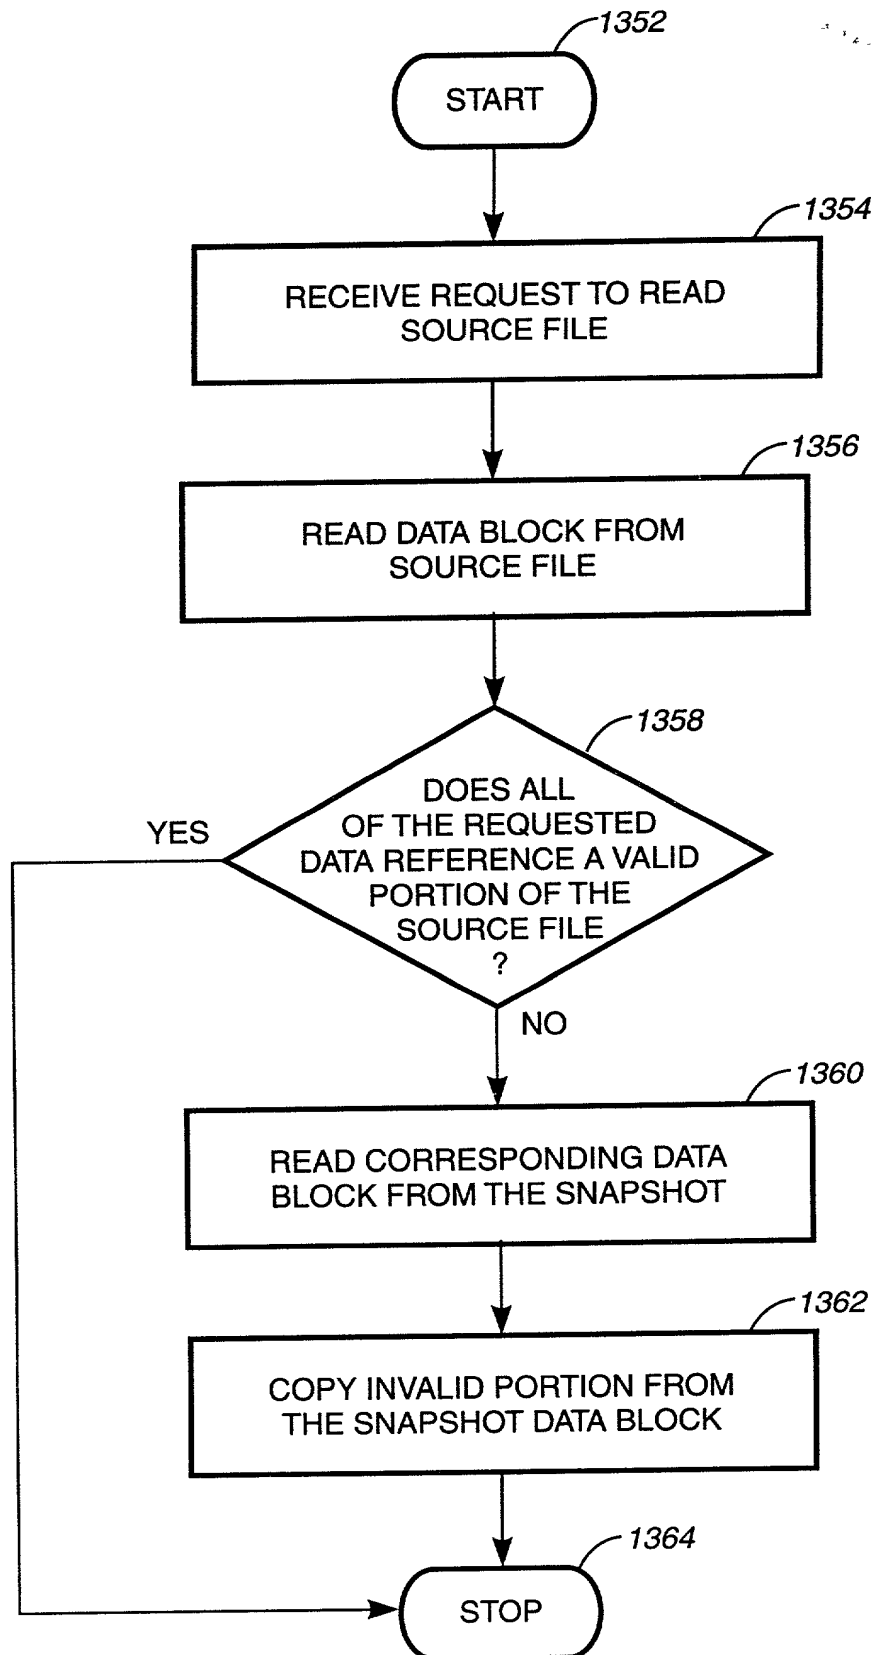 1352
START
1354
RECEIVE REQUEST TO READ
SOURCE FILE
1356
READ DATA BLOCK FROM
SOURCE FILE
1358
DOES ALL
OF THE REQUESTED
DATA REFERENCE A VALID
PORTION OF THE
SOURCE FILE
?
YES
NO
1360
READ CORRESPONDING DATA
BLOCK FROM THE SNAPSHOT
1362
COPY INVALID PORTION FROM
THE SNAPSHOT DATA BLOCK
1364
STOP